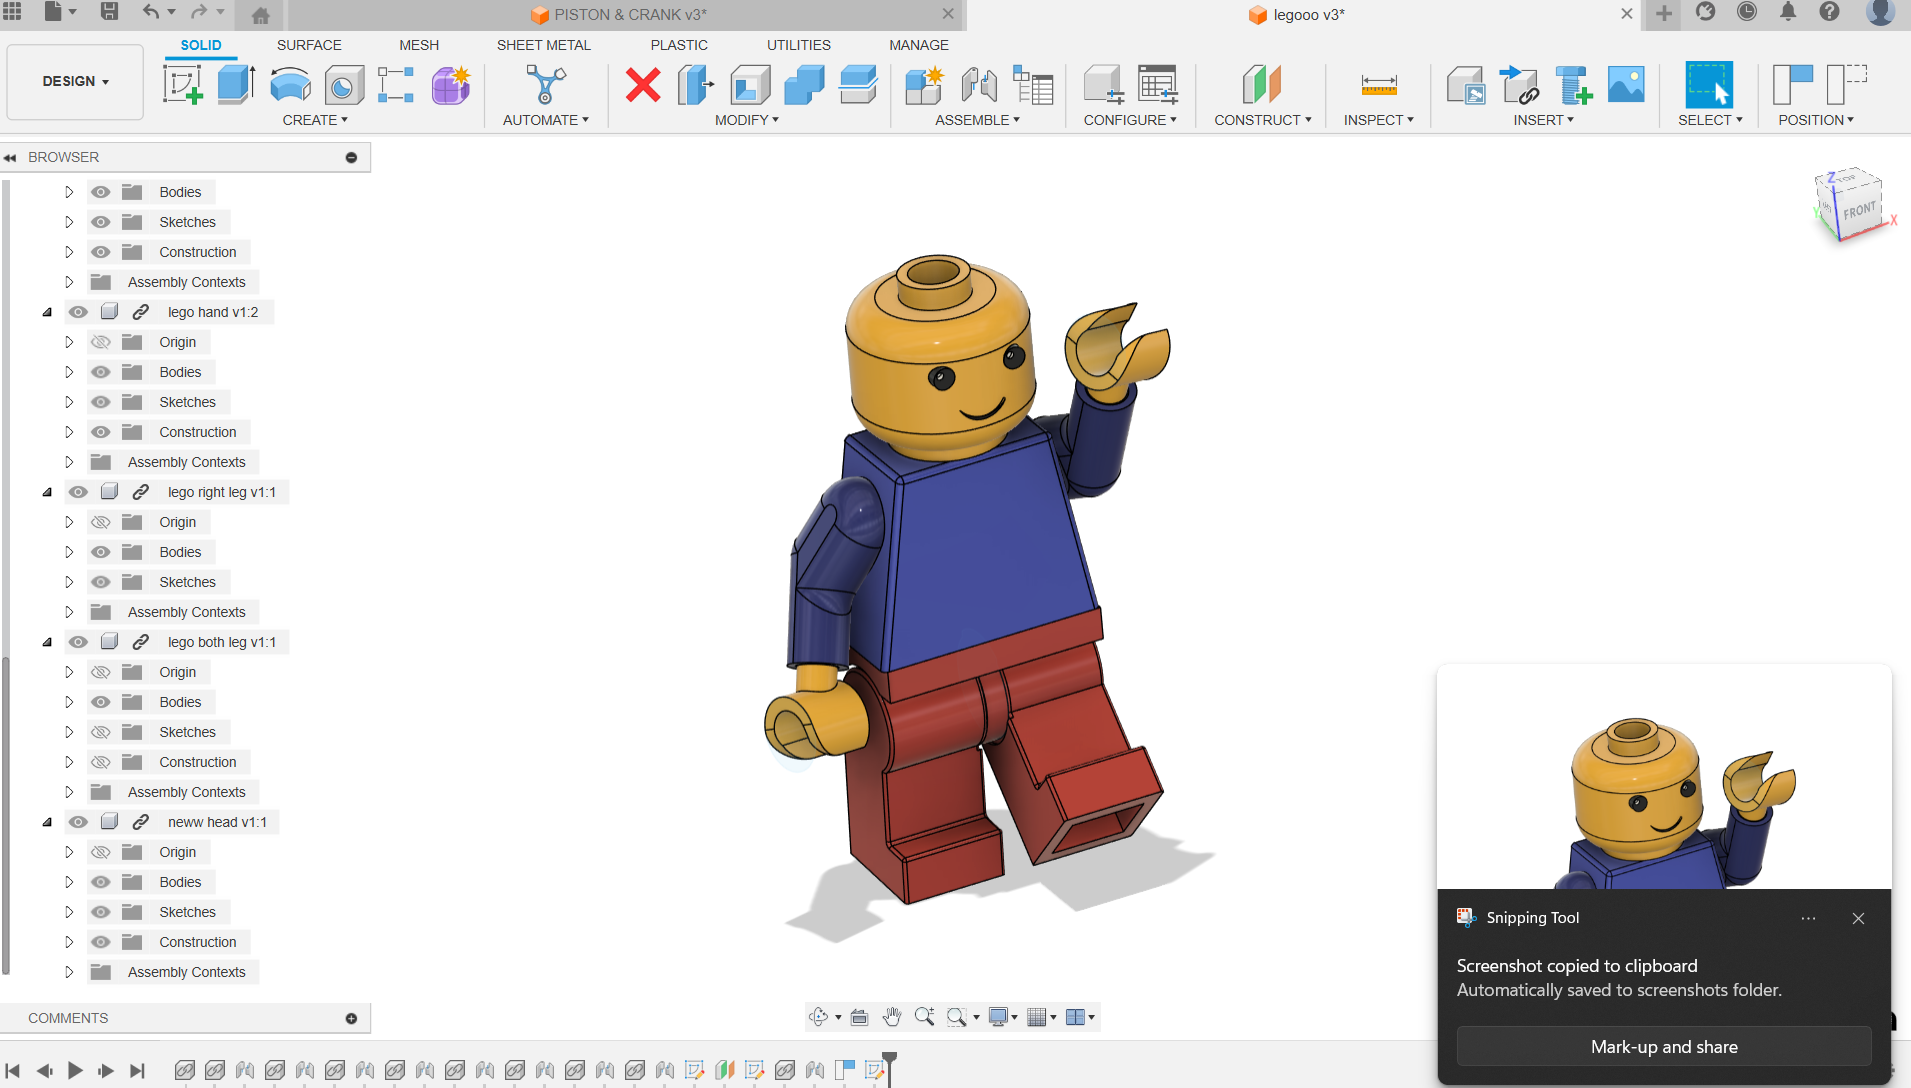 PISTON & CRANK v3*
legooo v3*
DESIGN
SOLID
SURFACE
MESH
SHEET METAL
PLASTIC
UTILITIES
MANAGE
CREATE
AUTOMATE
MODIFY
ASSEMBLE
CONFIGURE
CONSTRUCT
INSPECT
INSERT
SELECT
POSITION
BROWSER
Bodies
Sketches
Construction
Assembly Contexts
lego hand v1:2
Origin
Bodies
Sketches
Construction
Assembly Contexts
lego right leg v1:1
Origin
Bodies
Sketches
Assembly Contexts
lego both leg v1:1
Origin
Bodies
Sketches
Construction
Assembly Contexts
neww head v1:1
Origin
Bodies
Sketches
Construction
Assembly Contexts
COMMENTS
Z
TOP
FRONT
X
Y
Snipping Tool
Screenshot copied to clipboard
Automatically saved to screenshots folder.
Mark-up and share